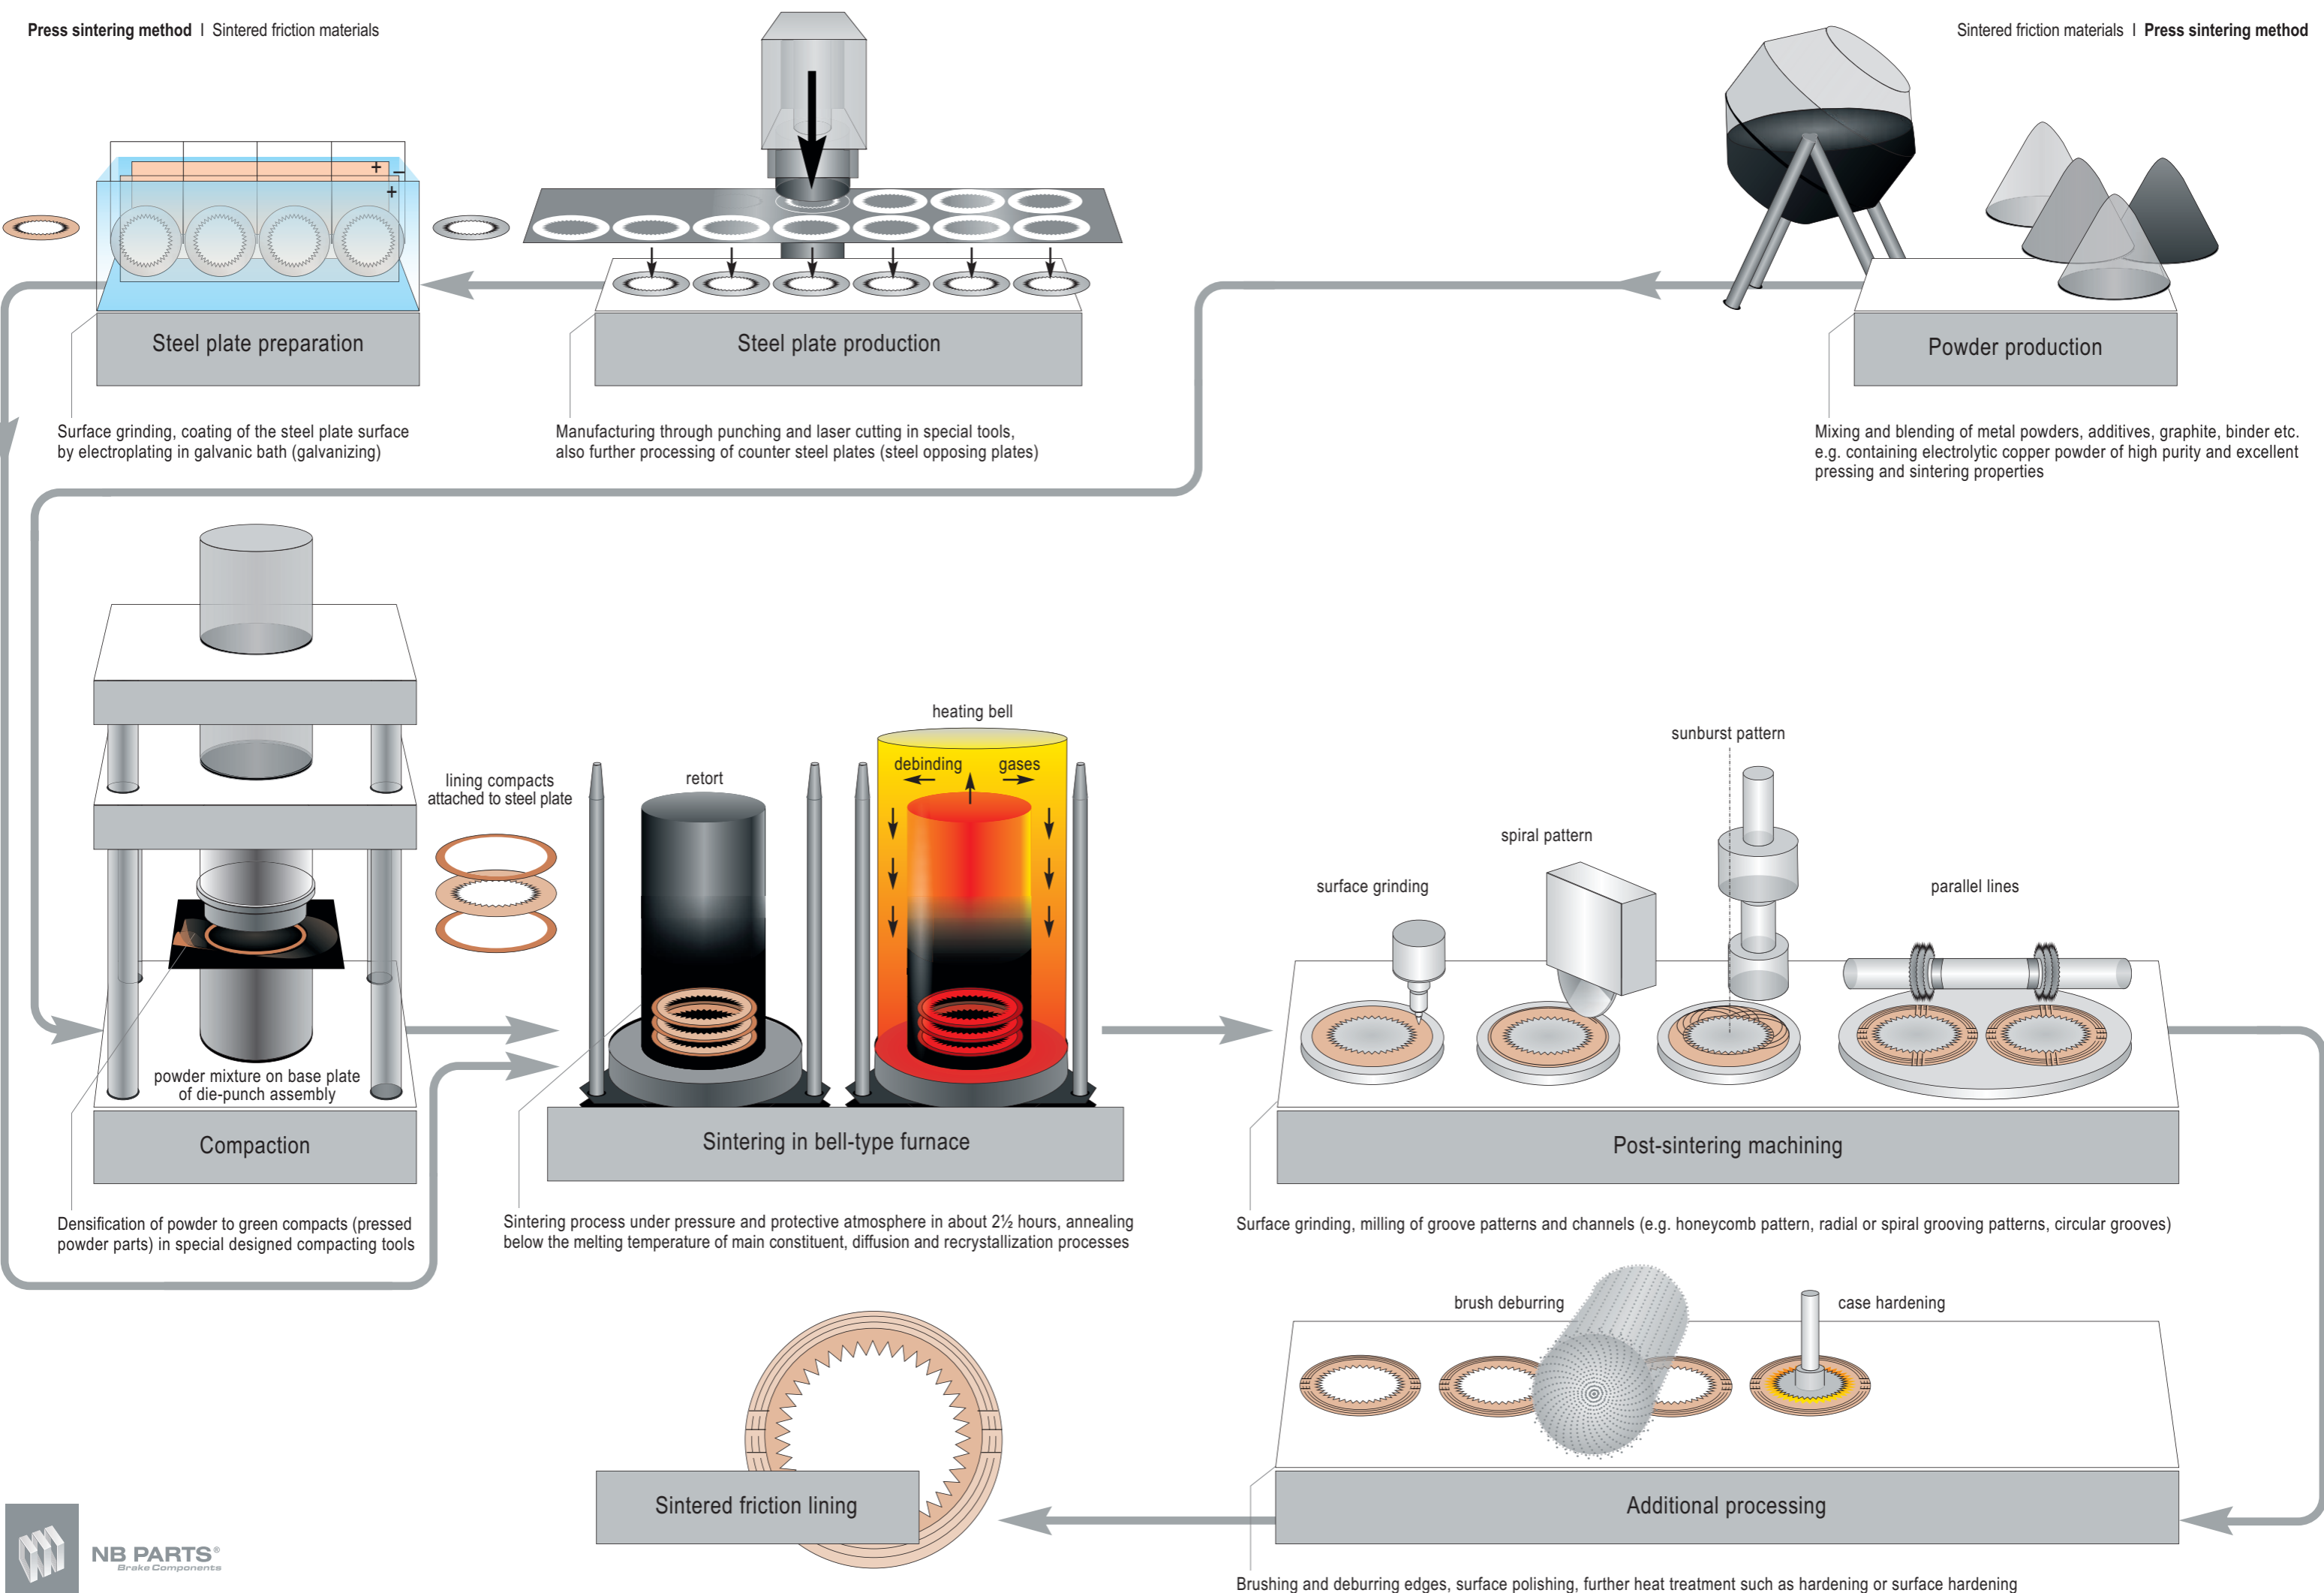 Press sintering method | Sintered friction materials
Sintered friction materials | Press sintering method
+
–
+
Steel plate preparation
Surface grinding, coating of the steel plate surface
by electroplating in galvanic bath (galvanizing)
Steel plate production
Manufacturing through punching and laser cutting in special tools,
also further processing of counter steel plates (steel opposing plates)
Powder production
Mixing and blending of metal powders, additives, graphite, binder etc.
e.g. containing electrolytic copper powder of high purity and excellent
pressing and sintering properties
powder mixture on base plate
of die-punch assembly
Compaction
Densification of powder to green compacts (pressed
powder parts) in special designed compacting tools
lining compacts
attached to steel plate
retort
heating bell
debinding gases
Sintering in bell-type furnace
Sintering process under pressure and protective atmosphere in about 2½ hours, annealing
below the melting temperature of main constituent, diffusion and recrystallization processes
surface grinding
spiral pattern
sunburst pattern
parallel lines
Post-sintering machining
Surface grinding, milling of groove patterns and channels (e.g. honeycomb pattern, radial or spiral grooving patterns, circular grooves)
brush deburring
case hardening
Additional processing
Brushing and deburring edges, surface polishing, further heat treatment such as hardening or surface hardening
Sintered friction lining
NB PARTS®
Brake Components